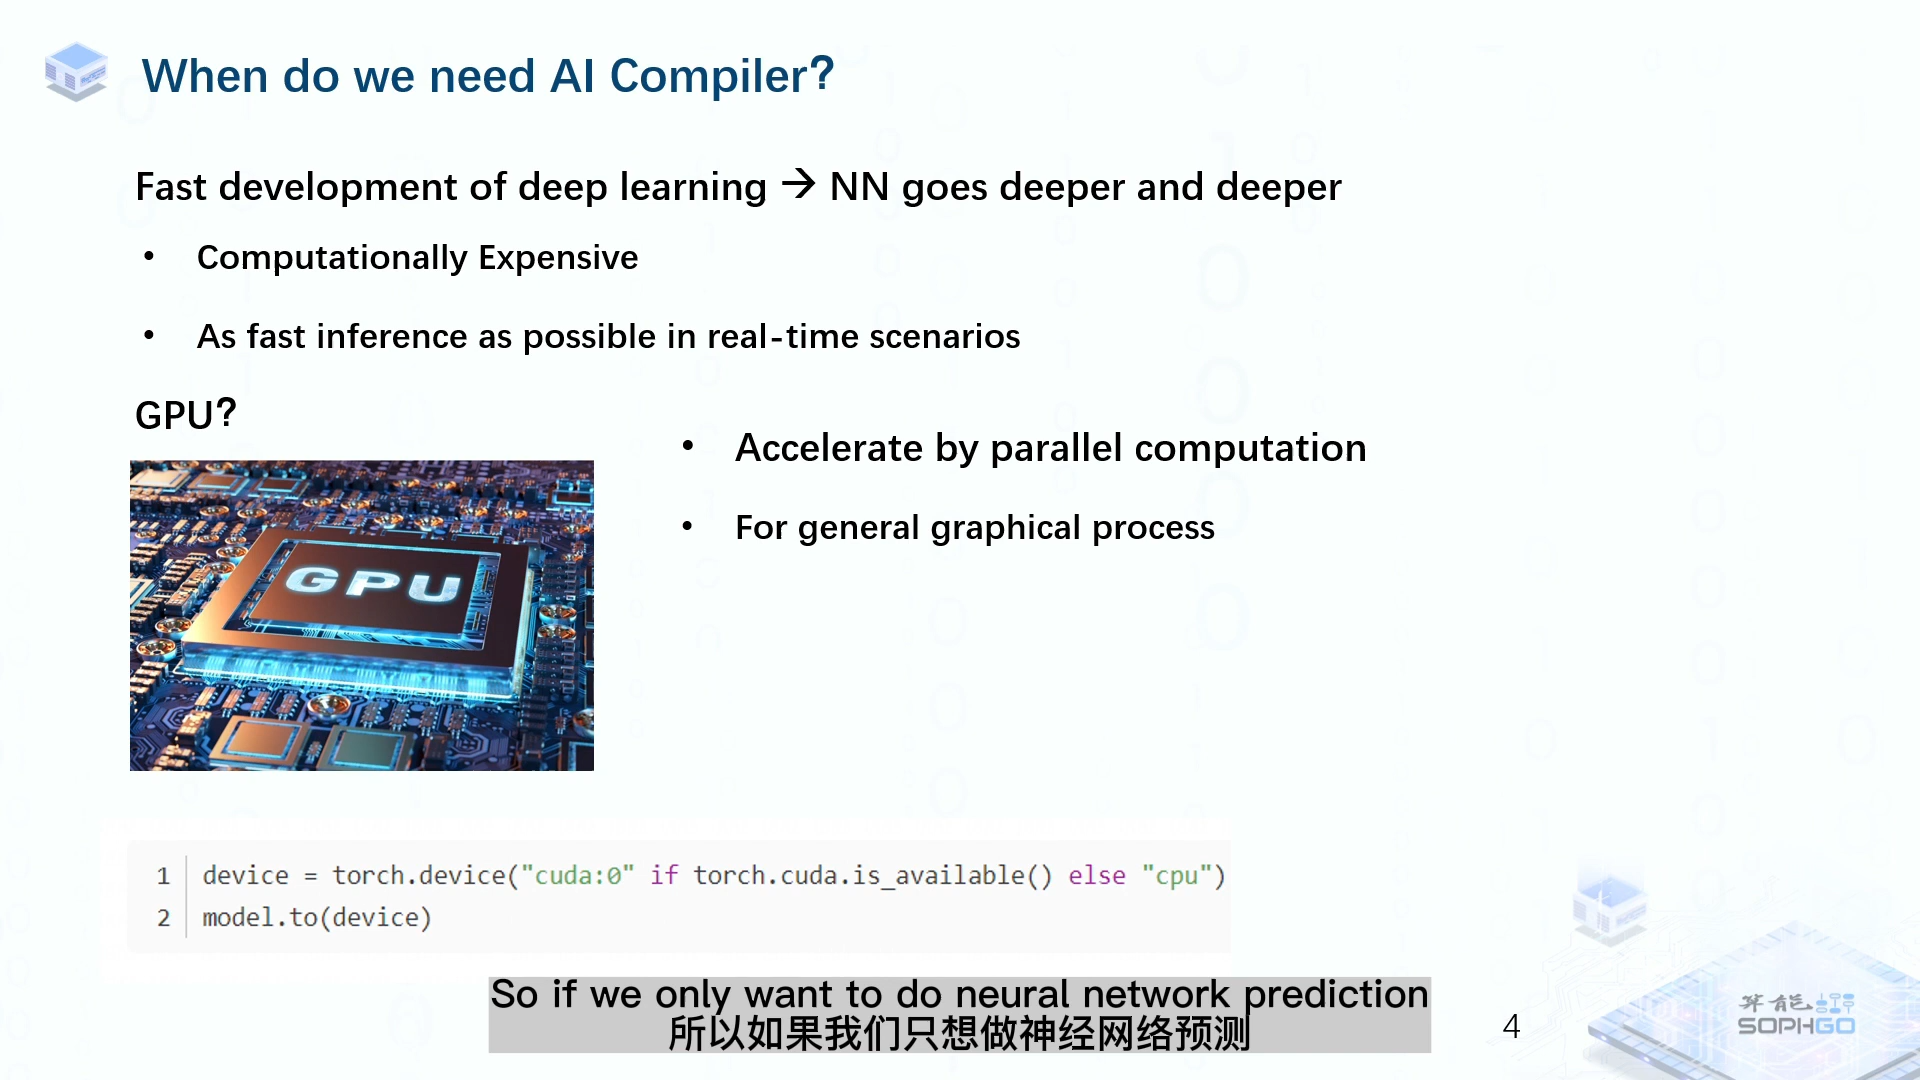 When do we need AI Compiler?
Fast development of deep learning → NN goes deeper and deeper
• Computationally Expensive
• As fast inference as possible in real-time scenarios
GPU?
• Accelerate by parallel computation
• For general graphical process
GPU
1 device = torch.device("cuda:0" if torch.cuda.is_available() else "cpu")
2 model.to(device)
So if we only want to do neural network prediction
所以如果我们只想做神经网络预测
4
算能
SOPHGO